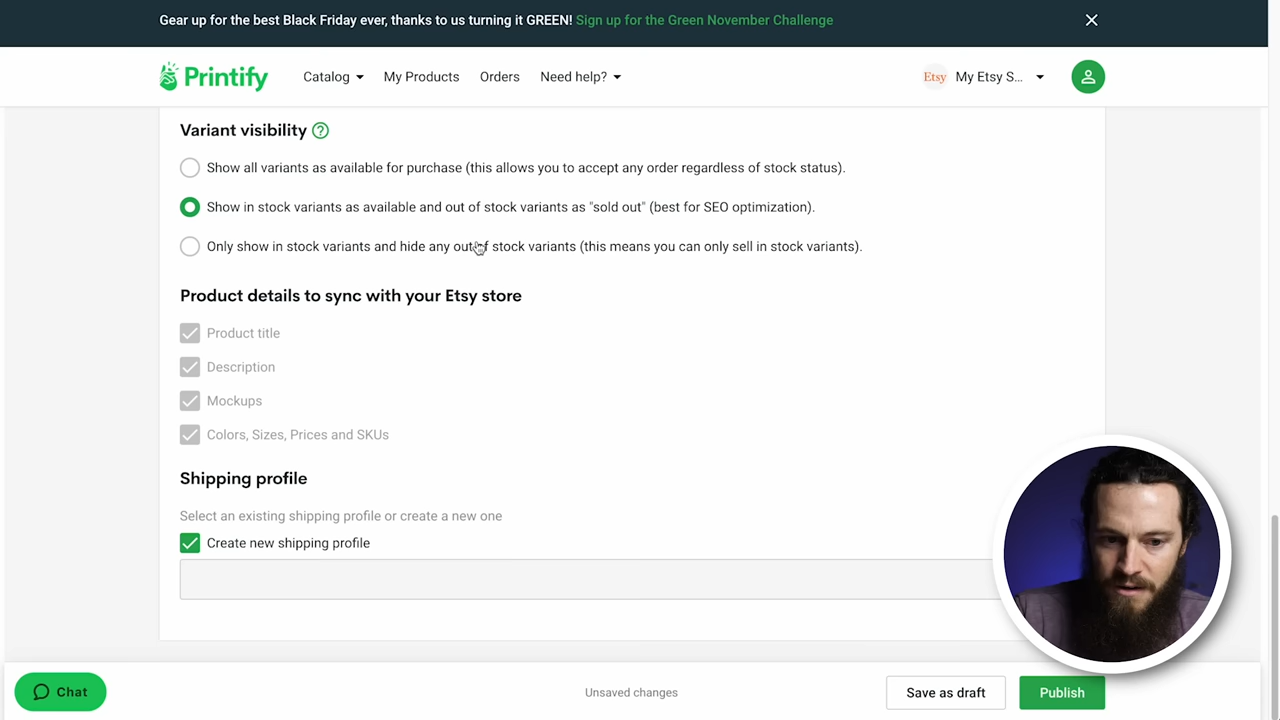 Gear up for the best Black Friday ever, thanks to us turning it GREEN! Sign up for the Green November Challenge
Printify
Catalog
My Products
Orders
Need help?
Etsy
My Etsy S...
Variant visibility
Show all variants as available for purchase (this allows you to accept any order regardless of stock status).
Show in stock variants as available and out of stock variants as "sold out" (best for SEO optimization).
Only show in stock variants and hide any out of stock variants (this means you can only sell in stock variants).
Product details to sync with your Etsy store
Product title
Description
Mockups
Colors, Sizes, Prices and SKUs
Shipping profile
Select an existing shipping profile or create a new one
Create new shipping profile
Chat
Unsaved changes
Save as draft
Publish